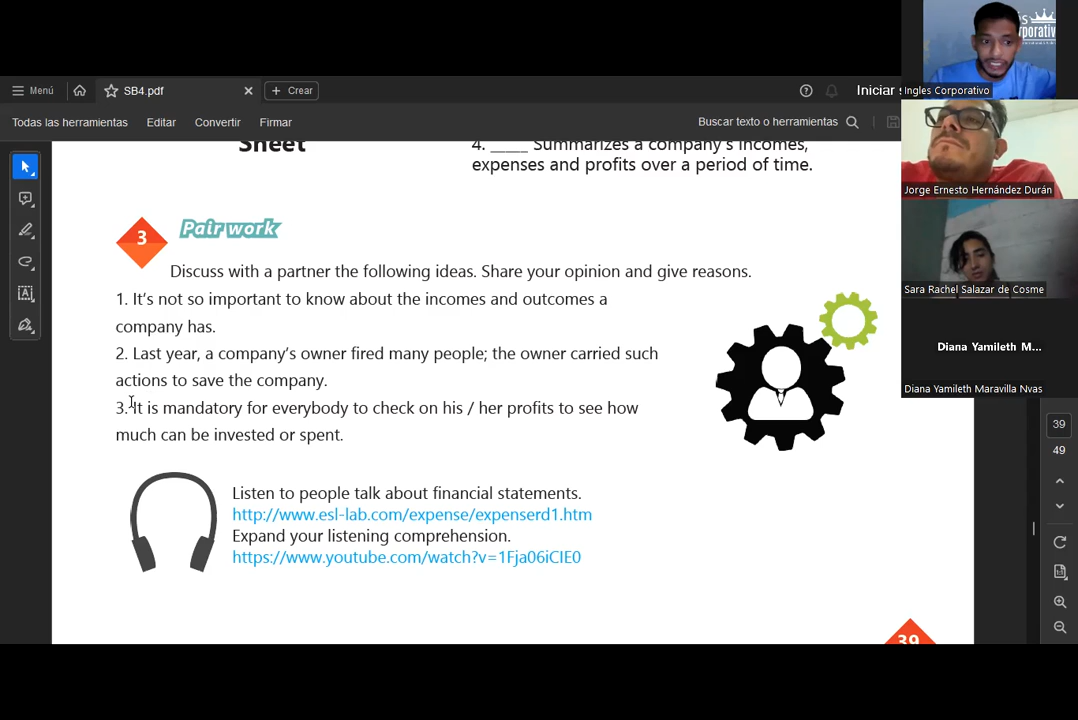 Menú
SB4.pdf
Crear
Iniciar s
Todas las herramientas
Editar
Convertir
Firmar
Buscar texto o herramientas
Sheet
4. _____ Summarizes a company's incomes,
expenses and profits over a period of time.
3
Pair work
Discuss with a partner the following ideas. Share your opinion and give reasons.
1. It's not so important to know about the incomes and outcomes a
company has.
2. Last year, a company's owner fired many people; the owner carried such
actions to save the company.
3. It is mandatory for everybody to check on his / her profits to see how
much can be invested or spent.
Listen to people talk about financial statements.
http://www.esl-lab.com/expense/expenserd1.htm
Expand your listening comprehension.
https://www.youtube.com/watch?v=1Fja06iCIE0
39
39
49
Ingles Corporativo
Jorge Ernesto Hernández Durán
Sara Rachel Salazar de Cosme
Diana Yamileth M...
Diana Yamileth Maravilla Nvas